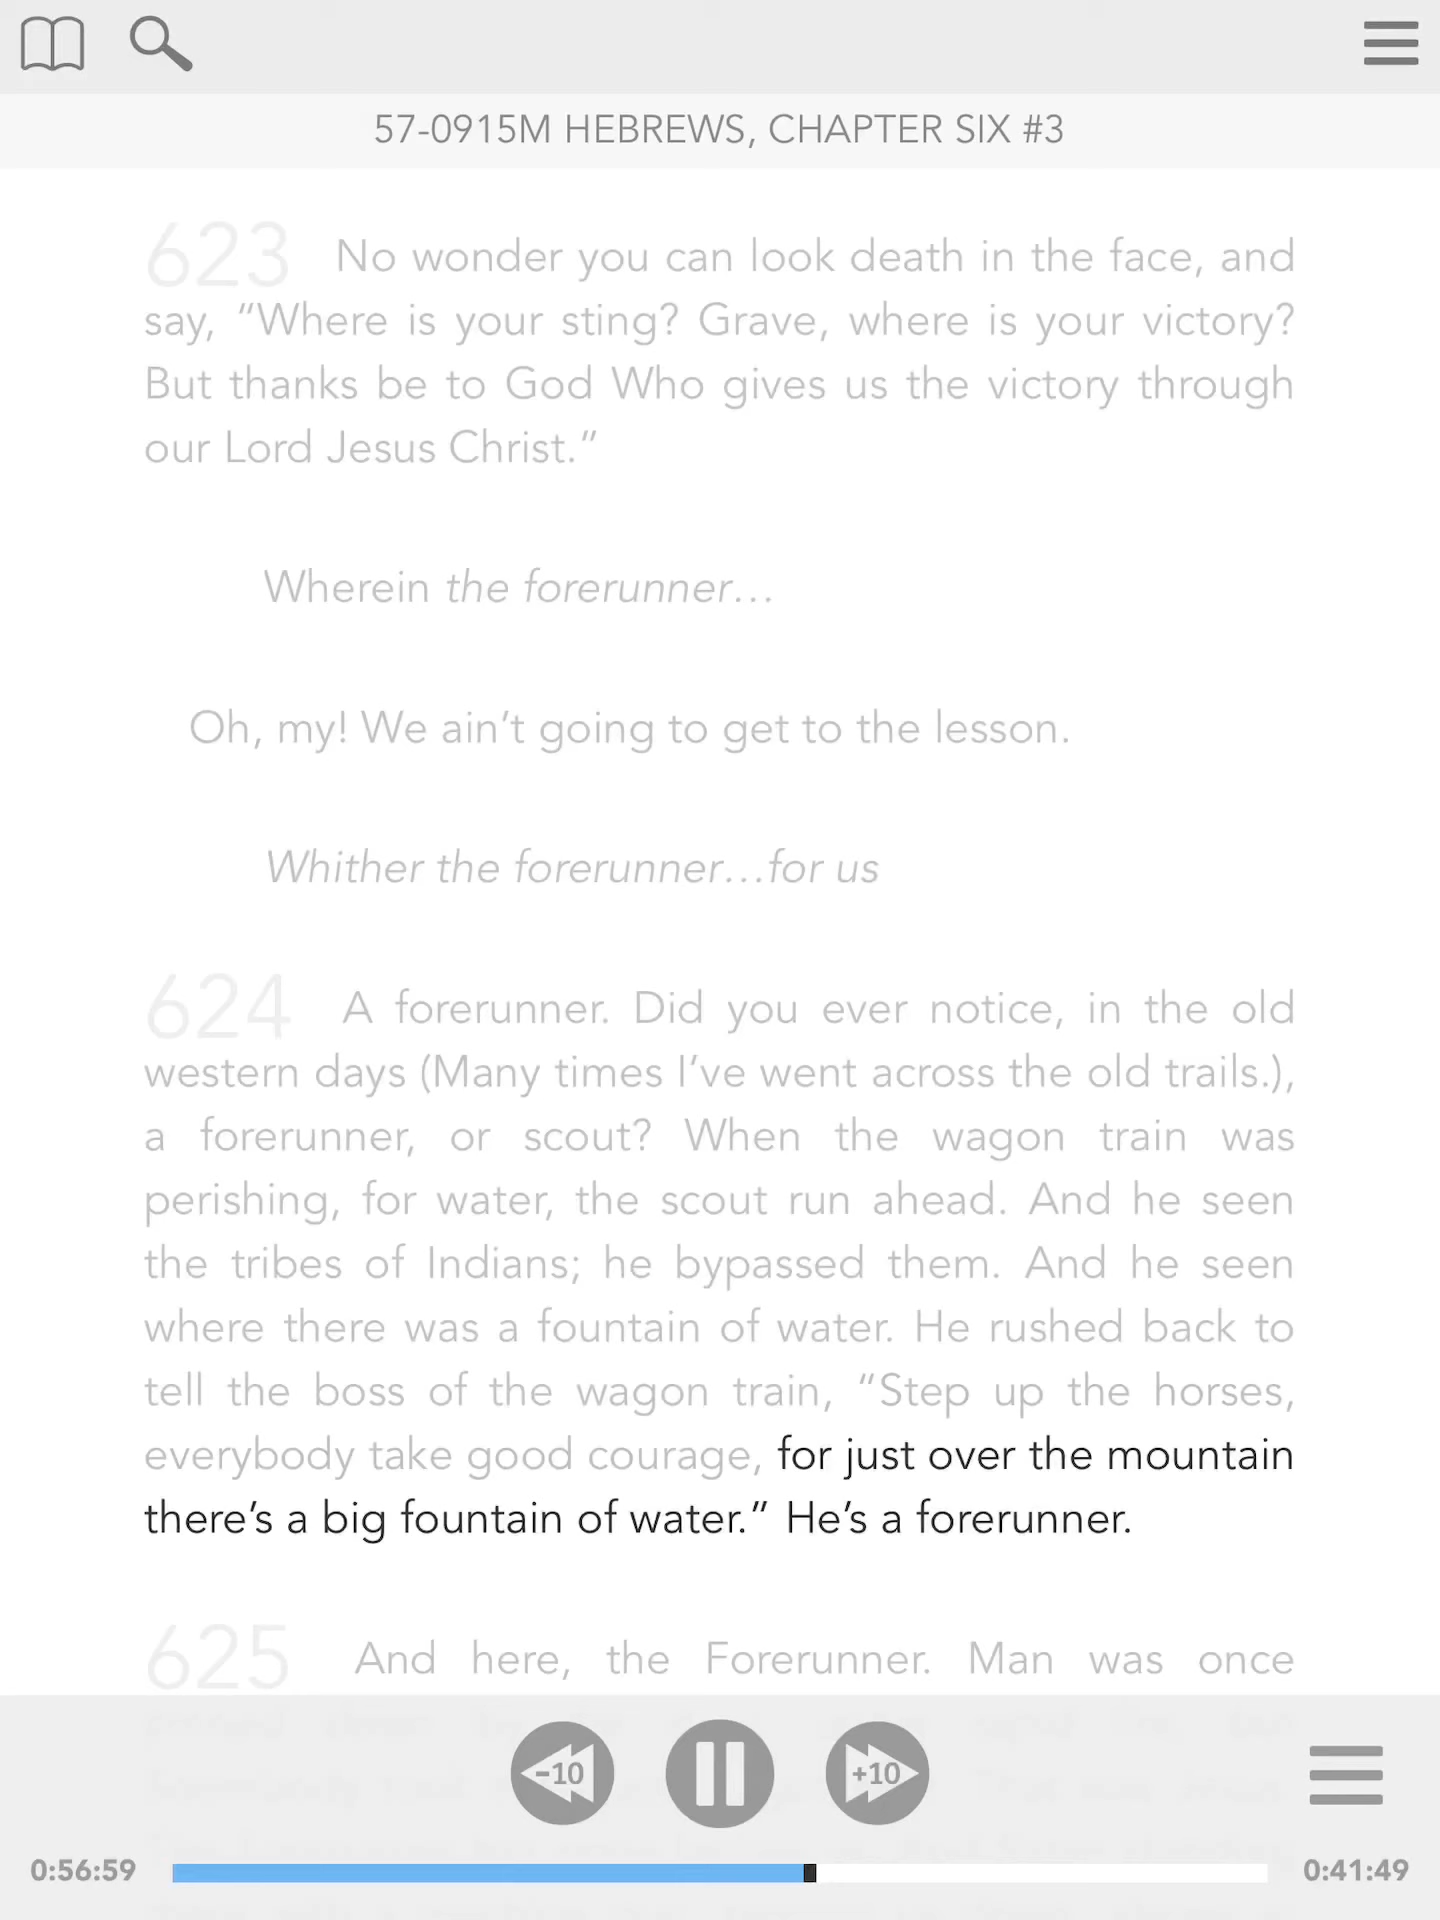 57-0915M HEBREWS, CHAPTER SIX #3
623 No wonder you can look death in the face, and
say, “Where is your sting? Grave, where is your victory?
But thanks be to God Who gives us the victory through
our Lord Jesus Christ.”
Wherein the forerunner…
Oh, my! We ain’t going to get to the lesson.
Whither the forerunner…for us
624 A forerunner. Did you ever notice, in the old
western days (Many times I’ve went across the old trails.),
a forerunner, or scout? When the wagon train was
perishing, for water, the scout run ahead. And he seen
the tribes of Indians; he bypassed them. And he seen
where there was a fountain of water. He rushed back to
tell the boss of the wagon train, “Step up the horses,
everybody take good courage, for just over the mountain
there’s a big fountain of water.” He’s a forerunner.
625 And here, the Forerunner. Man was once
-10 +10
0:56:59 0:41:49